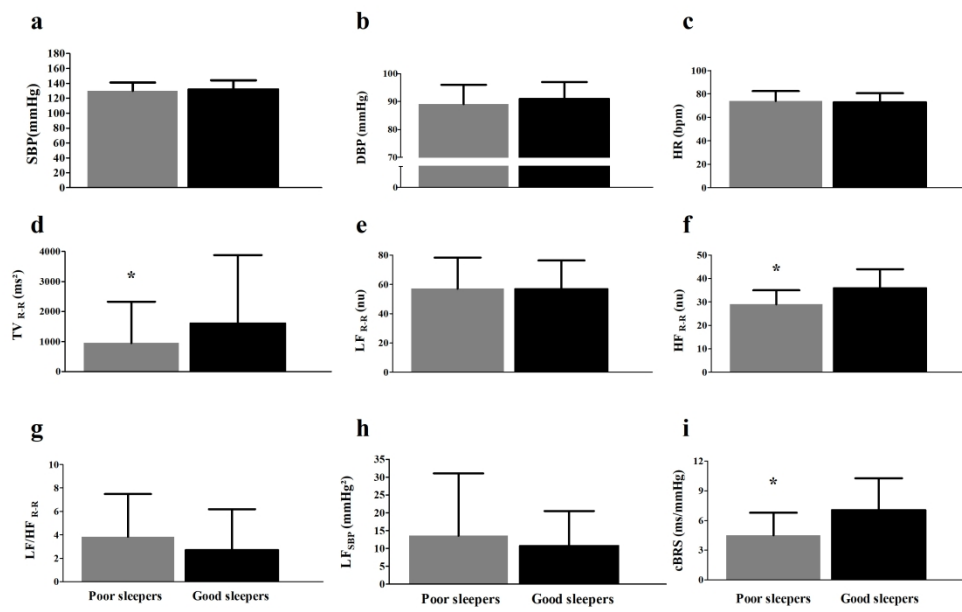 a
180
160
140
120
100
80
60
40
20
0
SBP(mmHg)
b
100
90
80
70
0
DBP (mmHg)
c
100
80
60
40
20
0
HR (bpm)
d
4000
3000
2000
1000
0
TV R-R (ms²)
*
e
80
60
40
20
0
LF R-R (nu)
f
50
40
30
20
10
0
HF R-R (nu)
*
g
10
8
6
4
2
0
LF/HF R-R
Poor sleepers Good sleepers
h
35
30
25
20
15
10
5
0
LFSBP (mmHg²)
Poor sleepers Good sleepers
i
12
9
6
3
0
cBRS (ms/mmHg)
*
Poor sleepers Good sleepers